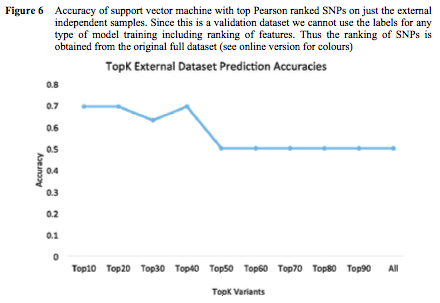 Figure 6 Accuracy of support vector machine with top Pearson ranked SNPs on just the external
independent samples. Since this is a validation dataset we cannot use the labels for any
type of model training including ranking of features. Thus the ranking of SNPs is
obtained from the original full dataset (see online version for colours)
TopK External Dataset Prediction Accuracies
0.8
0.7
0.6
0.5
0.4
0.3
0.2
0.1
0
Accuracy
Top10 Top20 Top30 Top40 Top50 Top60 Top70 Top80 Top90 All
TopK Variants